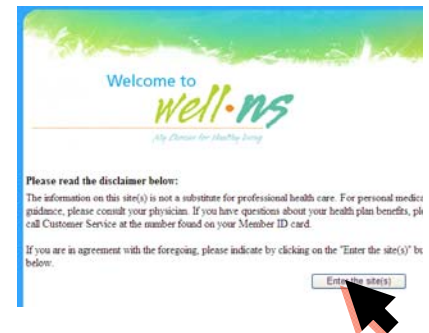 Welcome to
well•ns
My Choice for Healthy Living
Please read the disclaimer below:
The information on this site(s) is not a substitute for professional health care. For personal medica
guidance, please consult your physician. If you have questions about your health plan benefits, ple
call Customer Service at the number found on your Member ID card.
If you are in agreement with the foregoing, please indicate by clicking on the "Enter the site(s)" bu
below.
Enter the site(s)